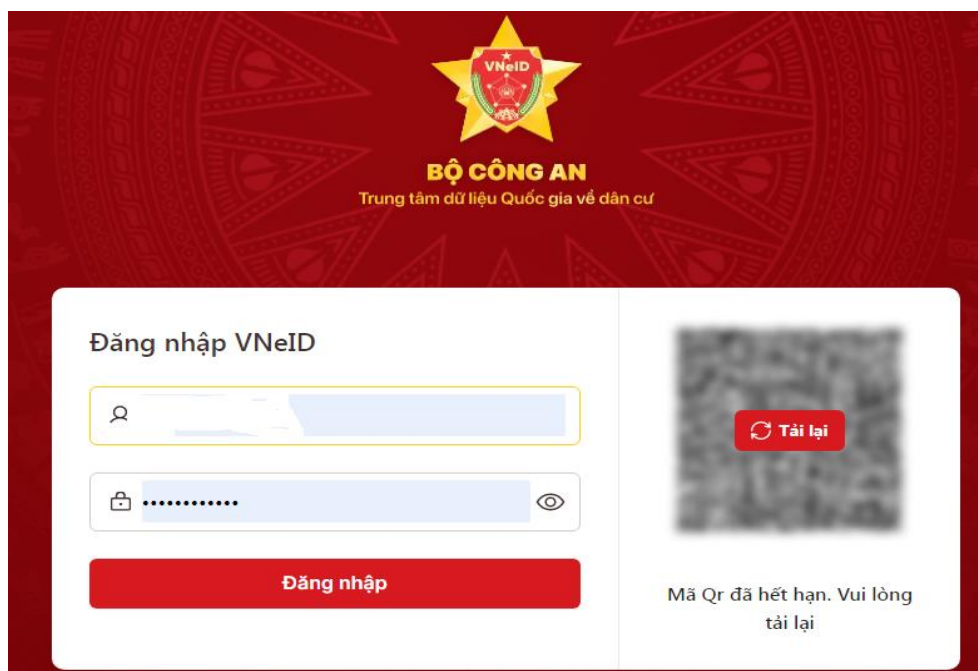 VNeID
BỘ CÔNG AN
Trung tâm dữ liệu Quốc gia về dân cư
Đăng nhập VNeID
Tải lại
••••••••••••
Đăng nhập
Mã Qr đã hết hạn. Vui lòng
tải lại